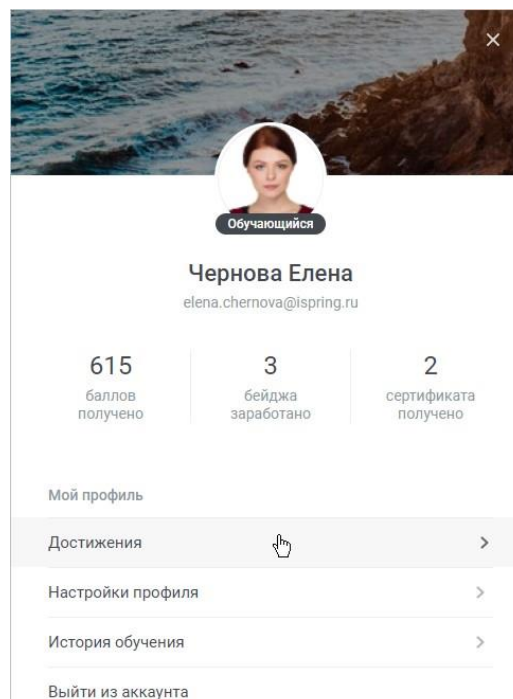 Обучающийся
Чернова Елена
elena.chernova@ispring.ru
615
баллов
получено
3
бейджа
заработано
2
сертификата
получено
Мой профиль
Достижения
Настройки профиля
История обучения
Выйти из аккаунта